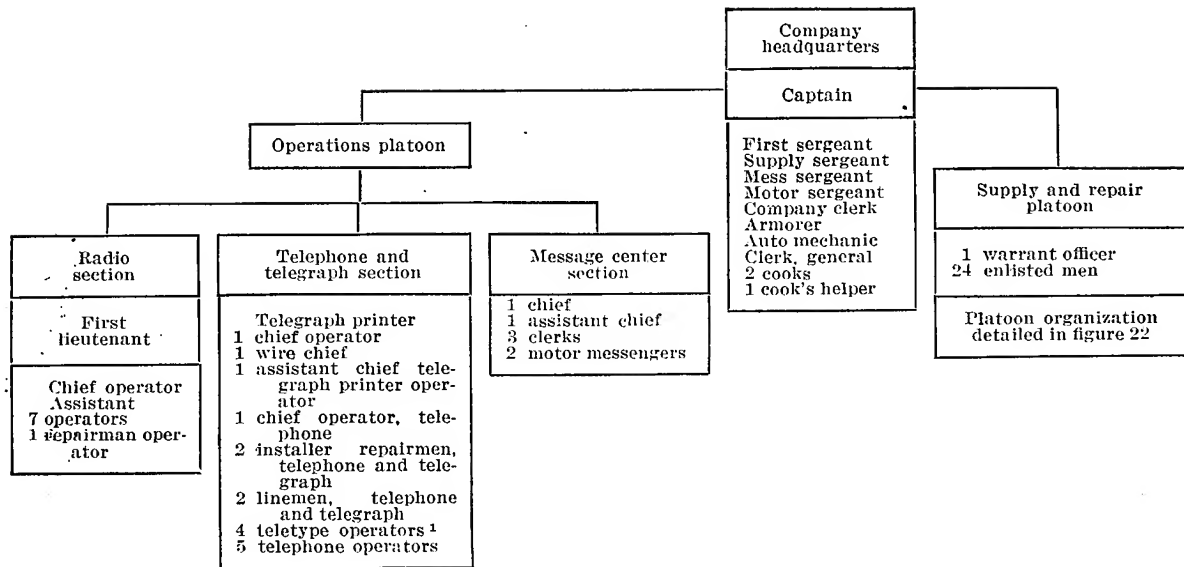 Company
headquarters
Captain
First sergeant
Supply sergeant
Mess sergeant
Motor sergeant
Company clerk
Armorer
Auto mechanic
Clerk, general
2 cooks
1 cook's helper
Operations platoon
Radio
section
First
lieutenant
Chief operator
Assistant
7 operators
1 repairman oper-
ator
Telephone and
telegraph section
Telegraph printer
1 chief operator
1 wire chief
1 assistant chief tele-
graph printer oper-
ator
1 chief operator, tele-
phone
2 installer repairmen,
telephone and tele-
graph
2 linemen, telephone
and telegraph
4 teletype operators ¹
5 telephone operators
Message center
section
1 chief
1 assistant chief
3 clerks
2 motor messengers
Supply and repair
platoon
1 warrant officer
24 enlisted men
Platoon organization
detailed in figure 22